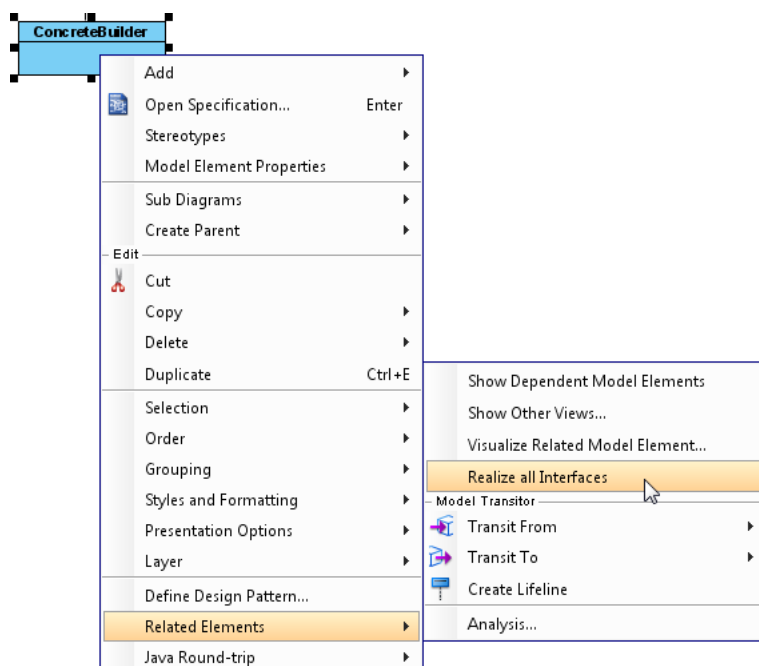 ConcreteBuilder
Add
Open Specification... Enter
Stereotypes
Model Element Properties
Sub Diagrams
Create Parent
Edit
Cut
Copy
Delete
Duplicate Ctrl+E
Selection
Order
Grouping
Styles and Formatting
Presentation Options
Layer
Define Design Pattern...
Related Elements
Java Round-trip
Show Dependent Model Elements
Show Other Views...
Visualize Related Model Element...
Realize all Interfaces
Model Transitor
Transit From
Transit To
Create Lifeline
Analysis...